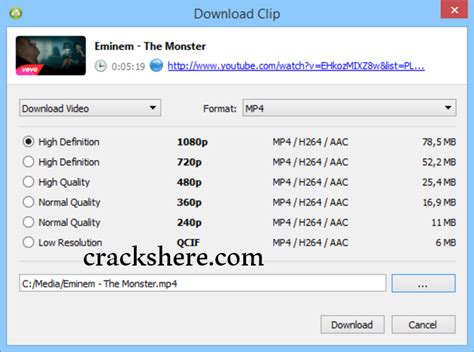 Download Clip
Eminem - The Monster
0:05:19 http://www.youtube.com/watch?v=EHkozMIXZ8w&list=PL...
vevo
Download Video Format: MP4
High Definition 1080p MP4 / H264 / AAC 78,5 MB
High Definition 720p MP4 / H264 / AAC 52,2 MB
High Quality 480p MP4 / H264 / AAC 25,4 MB
Normal Quality 360p MP4 / H264 / AAC 16,9 MB
Normal Quality 240p MP4 / H264 / AAC 11 MB
Low Resolution QCIF MP4 / H264 / AAC 6 MB
crackshere.com
C:/Media/Eminem - The Monster.mp4 ...
Download Cancel